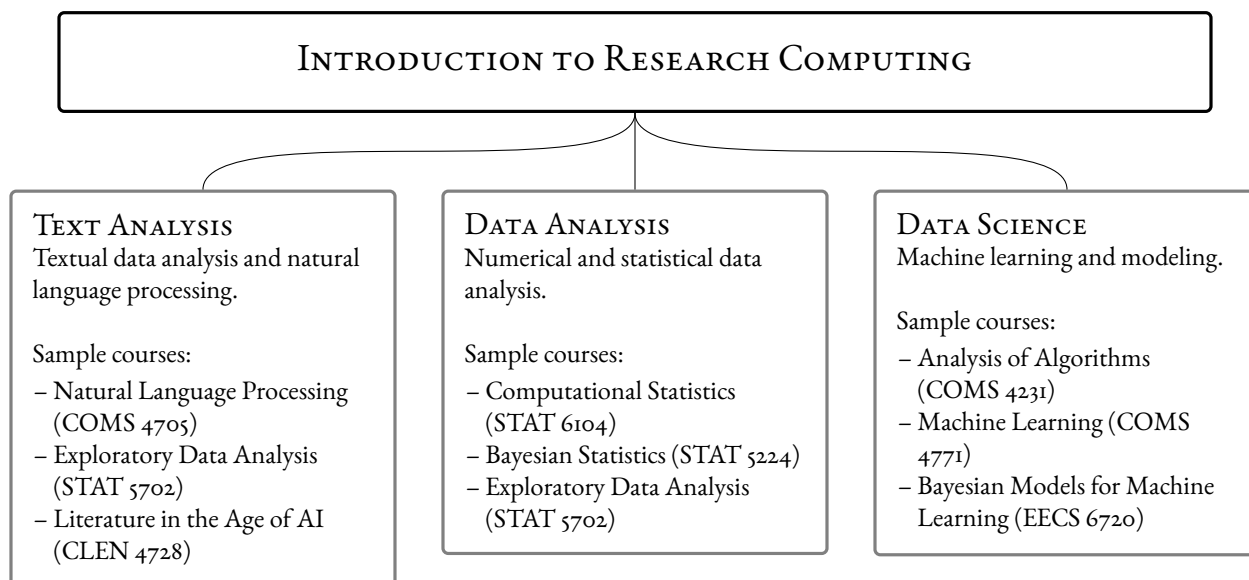 Introduction to Research Computing
Text Analysis
Textual data analysis and natural
language processing.
Sample courses:
– Natural Language Processing
(COMS 4705)
– Exploratory Data Analysis
(STAT 5702)
– Literature in the Age of AI
(CLEN 4728)
Data Analysis
Numerical and statistical data
analysis.
Sample courses:
– Computational Statistics
(STAT 6104)
– Bayesian Statistics (STAT 5224)
– Exploratory Data Analysis
(STAT 5702)
Data Science
Machine learning and modeling.
Sample courses:
– Analysis of Algorithms
(COMS 4231)
– Machine Learning (COMS
4771)
– Bayesian Models for Machine
Learning (EECS 6720)